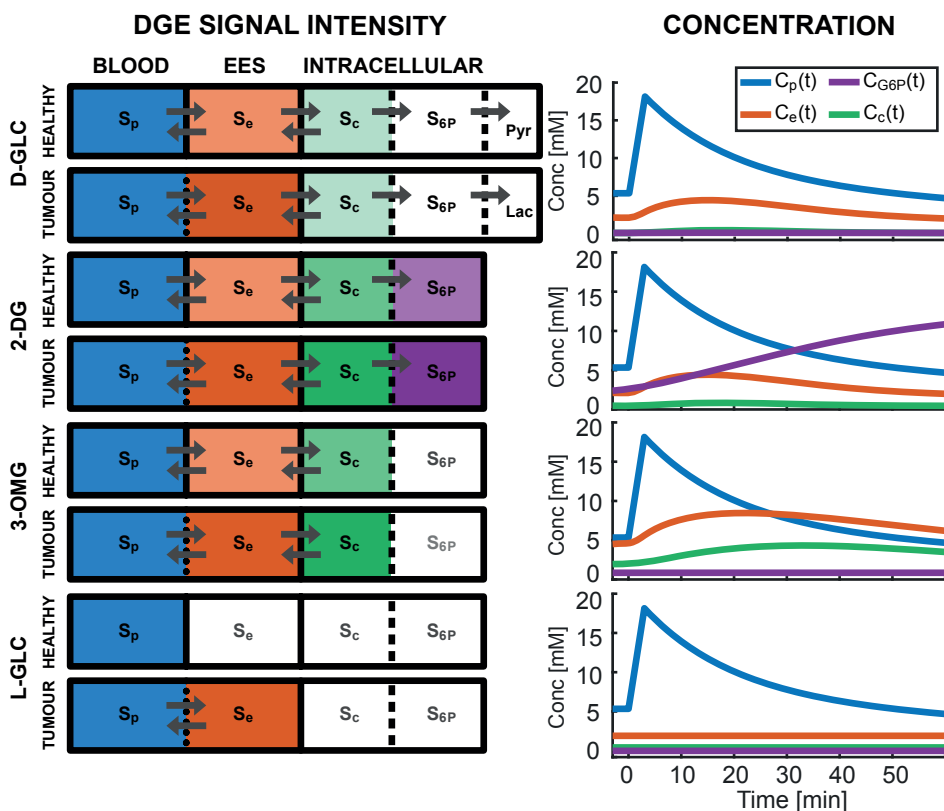 DGE SIGNAL INTENSITY
BLOOD EES INTRACELLULAR
D-GLC
HEALTHY
Sp Se Sc S6P Pyr
TUMOUR
Sp Se Sc S6P Lac
2-DG
HEALTHY
Sp Se Sc S6P
TUMOUR
Sp Se Sc S6P
3-OMG
HEALTHY
Sp Se Sc S6P
TUMOUR
Sp Se Sc S6P
L-GLC
HEALTHY
Sp Se Sc S6P
TUMOUR
Sp Se Sc S6P
CONCENTRATION
Cp(t) CG6P(t)
Ce(t) Cc(t)
Conc [mM]
20
15
10
5
0
Conc [mM]
20
15
10
5
0
Conc [mM]
20
15
10
5
0
Conc [mM]
20
15
10
5
0
0 10 20 30 40 50
Time [min]